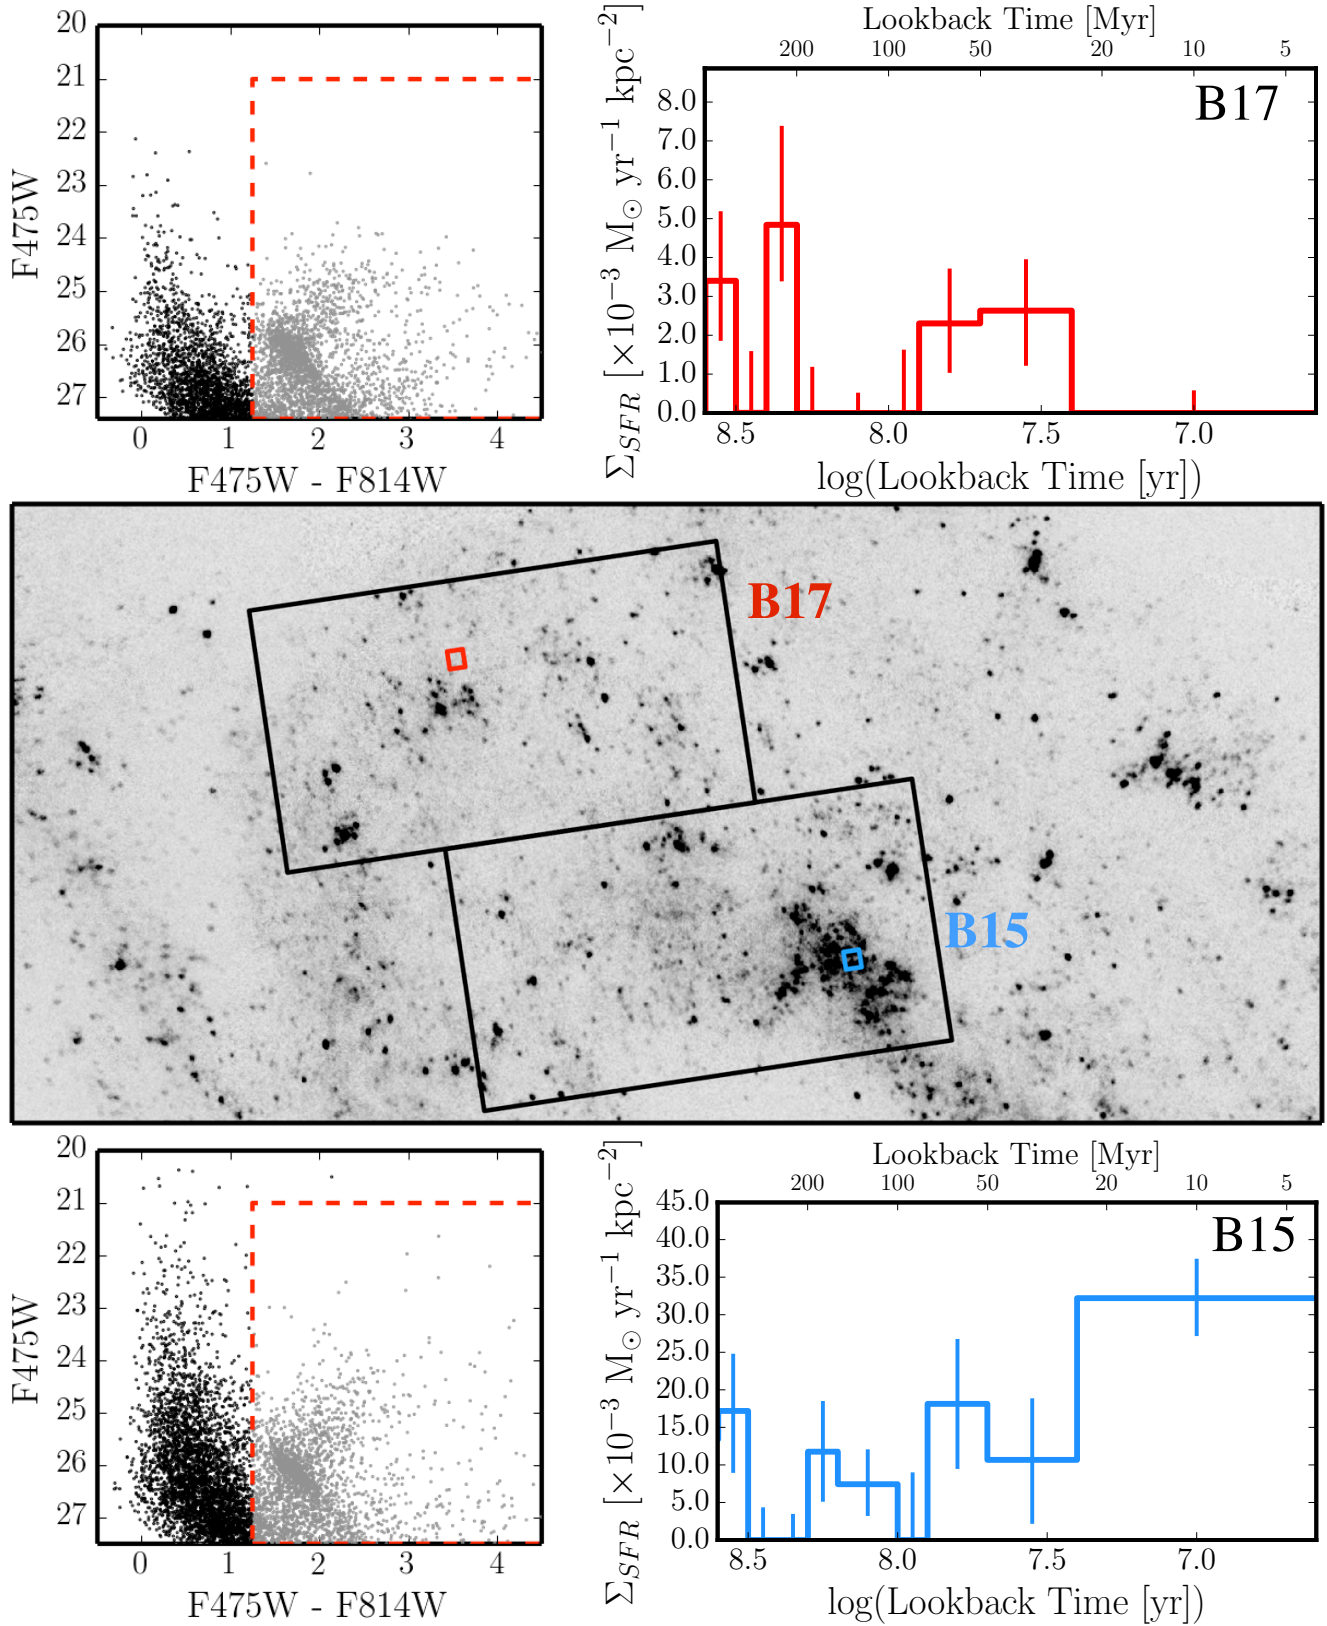 20
21
22
23
24
25
26
27
F475W
0 1 2 3 4
F475W - F814W
Lookback Time [Myr]
200 100 50 20 10 5
B17
8.0
7.0
6.0
5.0
4.0
3.0
2.0
1.0
0.0
Σ_SFR [×10⁻³ M⊙ yr⁻¹ kpc⁻²]
8.5 8.0 7.5 7.0
log(Lookback Time [yr])
B17
B15
20
21
22
23
24
25
26
27
F475W
0 1 2 3 4
F475W - F814W
Lookback Time [Myr]
200 100 50 20 10 5
B15
45.0
40.0
35.0
30.0
25.0
20.0
15.0
10.0
5.0
0.0
Σ_SFR [×10⁻³ M⊙ yr⁻¹ kpc⁻²]
8.5 8.0 7.5 7.0
log(Lookback Time [yr])